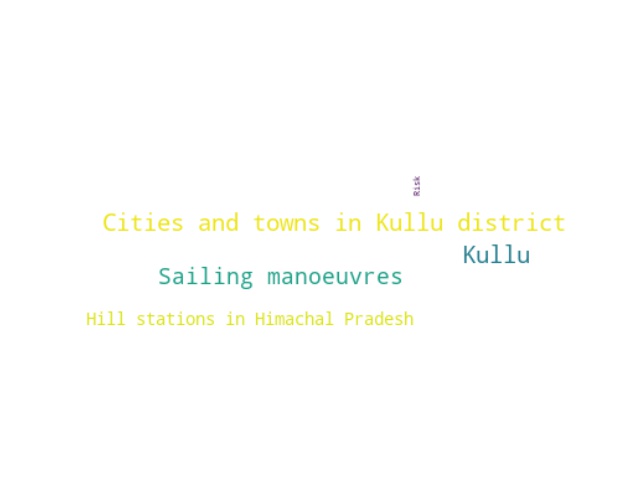 Risk
Cities and towns in Kullu district
Kullu
Sailing manoeuvres
Hill stations in Himachal Pradesh